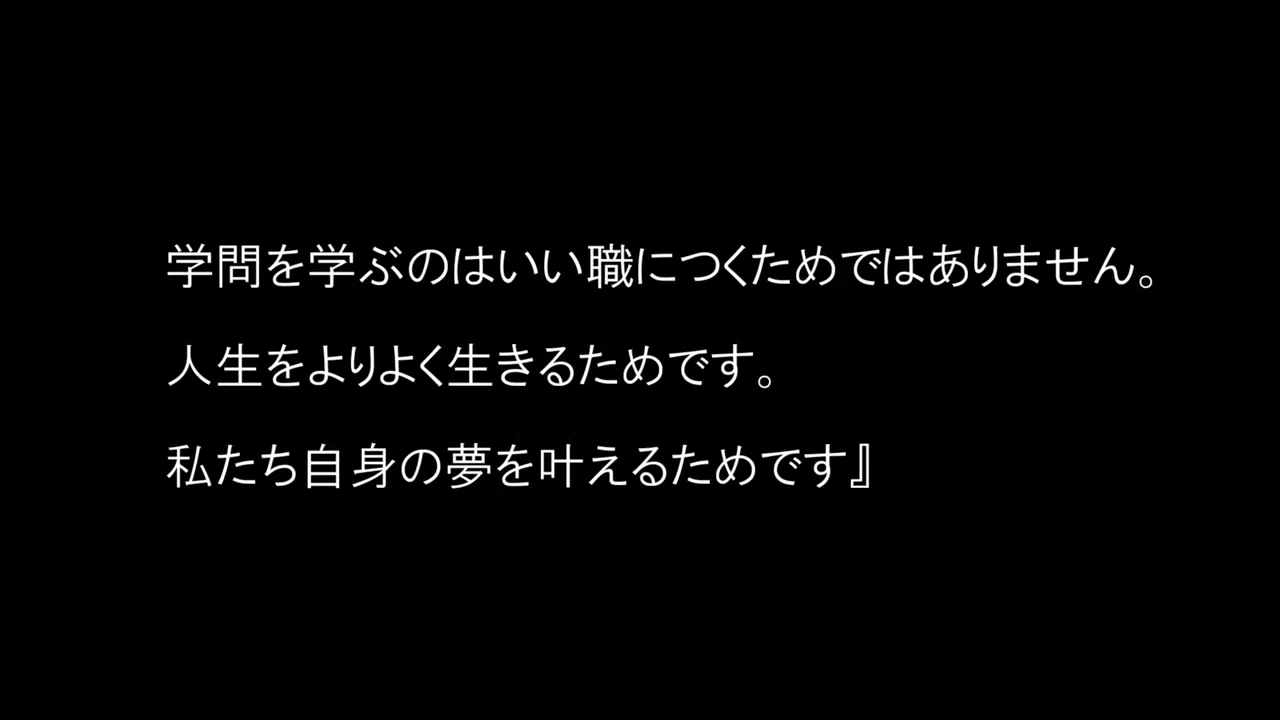 学問を学ぶのはいい職につくためではありません。
人生をよりよく生きるためです。
私たち自身の夢を叶えるためです』